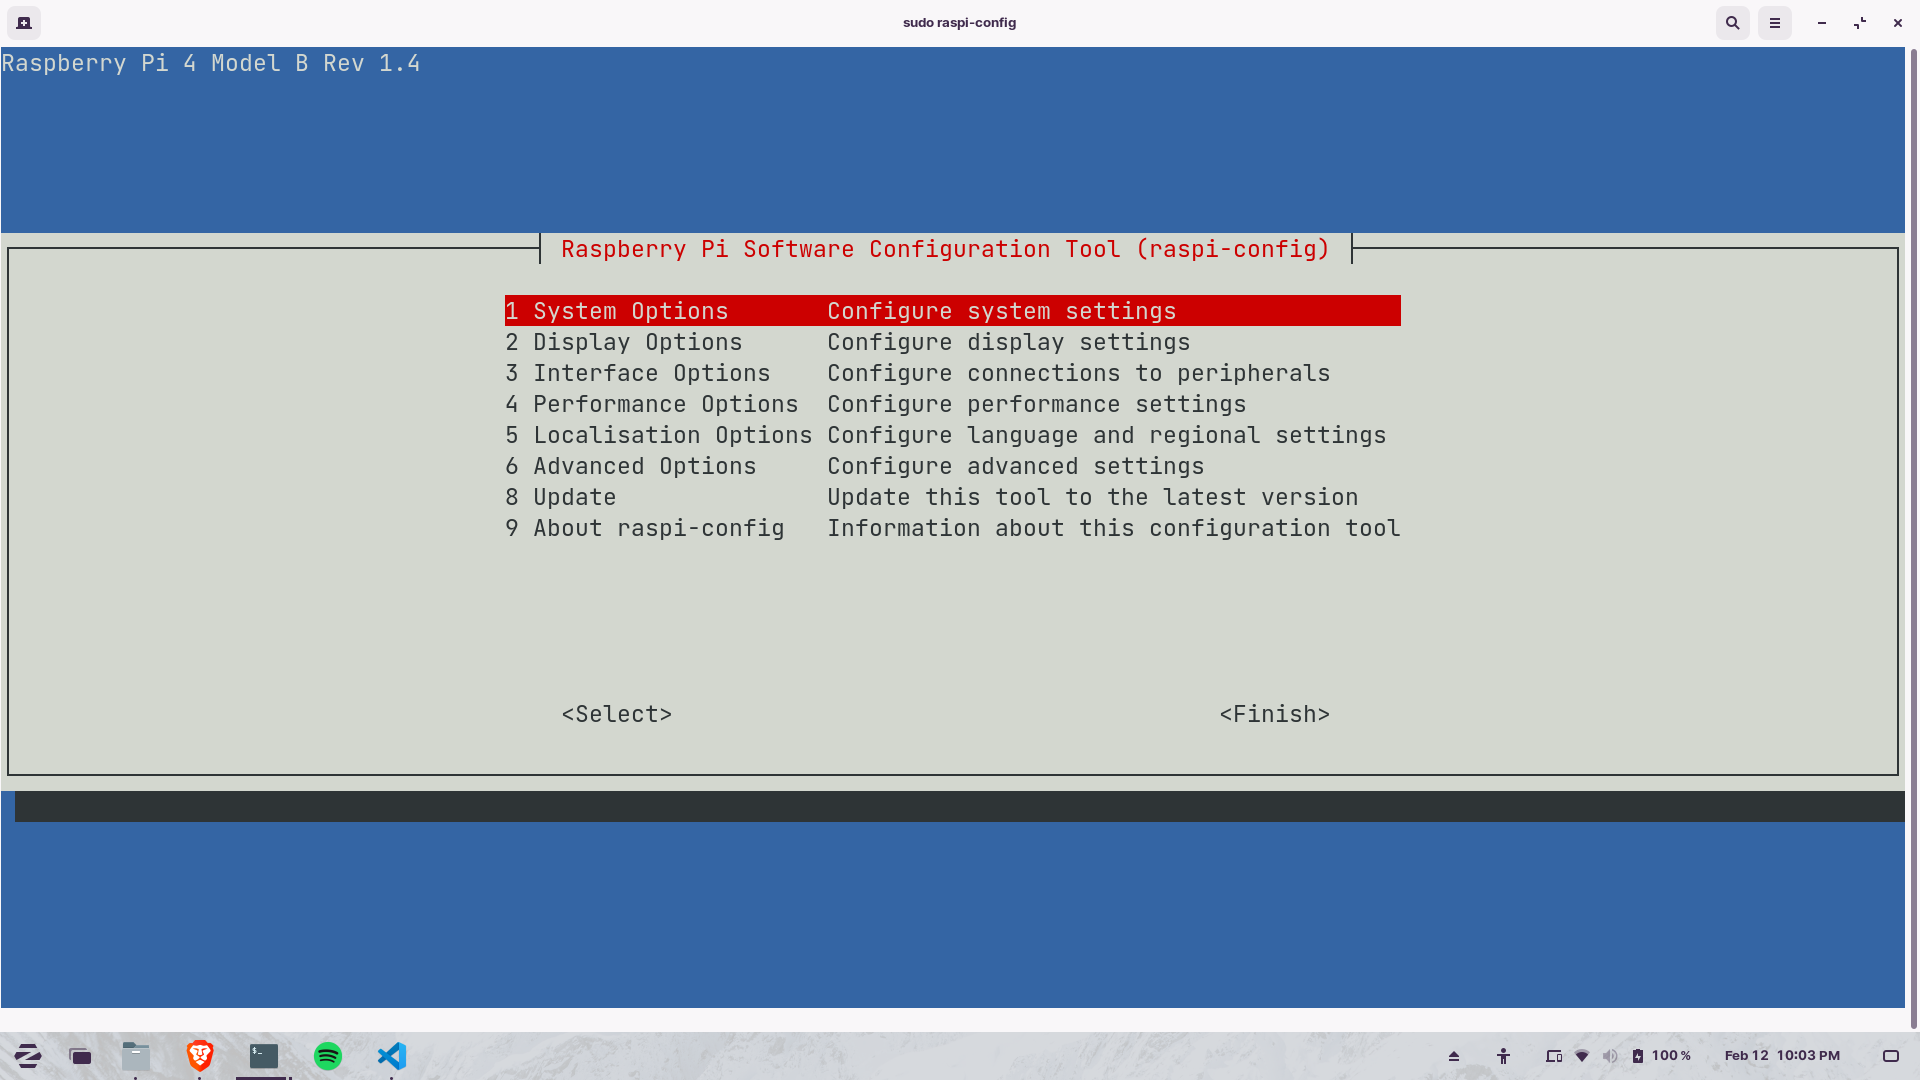 sudo raspi-config
Raspberry Pi 4 Model B Rev 1.4
Raspberry Pi Software Configuration Tool (raspi-config)
1 System Options Configure system settings
2 Display Options Configure display settings
3 Interface Options Configure connections to peripherals
4 Performance Options Configure performance settings
5 Localisation Options Configure language and regional settings
6 Advanced Options Configure advanced settings
8 Update Update this tool to the latest version
9 About raspi-config Information about this configuration tool
<Select> <Finish>
100 % Feb 12 10:03 PM